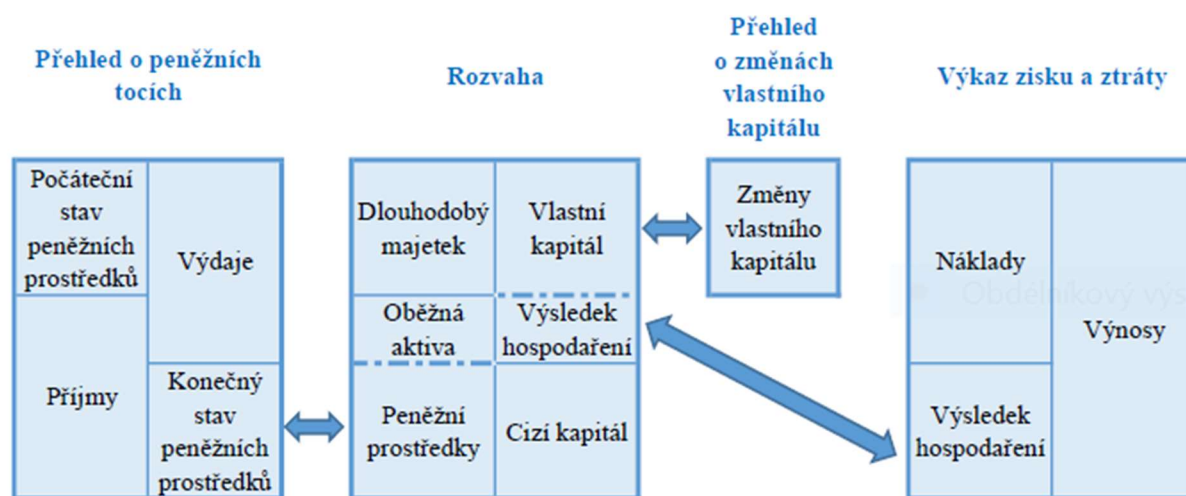 Přehled o peněžních
tocích
Rozvaha
Přehled
o změnách
vlastního
kapitálu
Výkaz zisku a ztráty
Počáteční
stav
peněžních
prostředků
Výdaje
Příjmy
Konečný
stav
peněžních
prostředků
Dlouhodobý
majetek
Vlastní
kapitál
Oběžná
aktiva
Výsledek
hospodaření
Peněžní
prostředky
Cizí kapitál
Změny
vlastního
kapitálu
Náklady
Výnosy
Výsledek
hospodaření
Obdélníkový